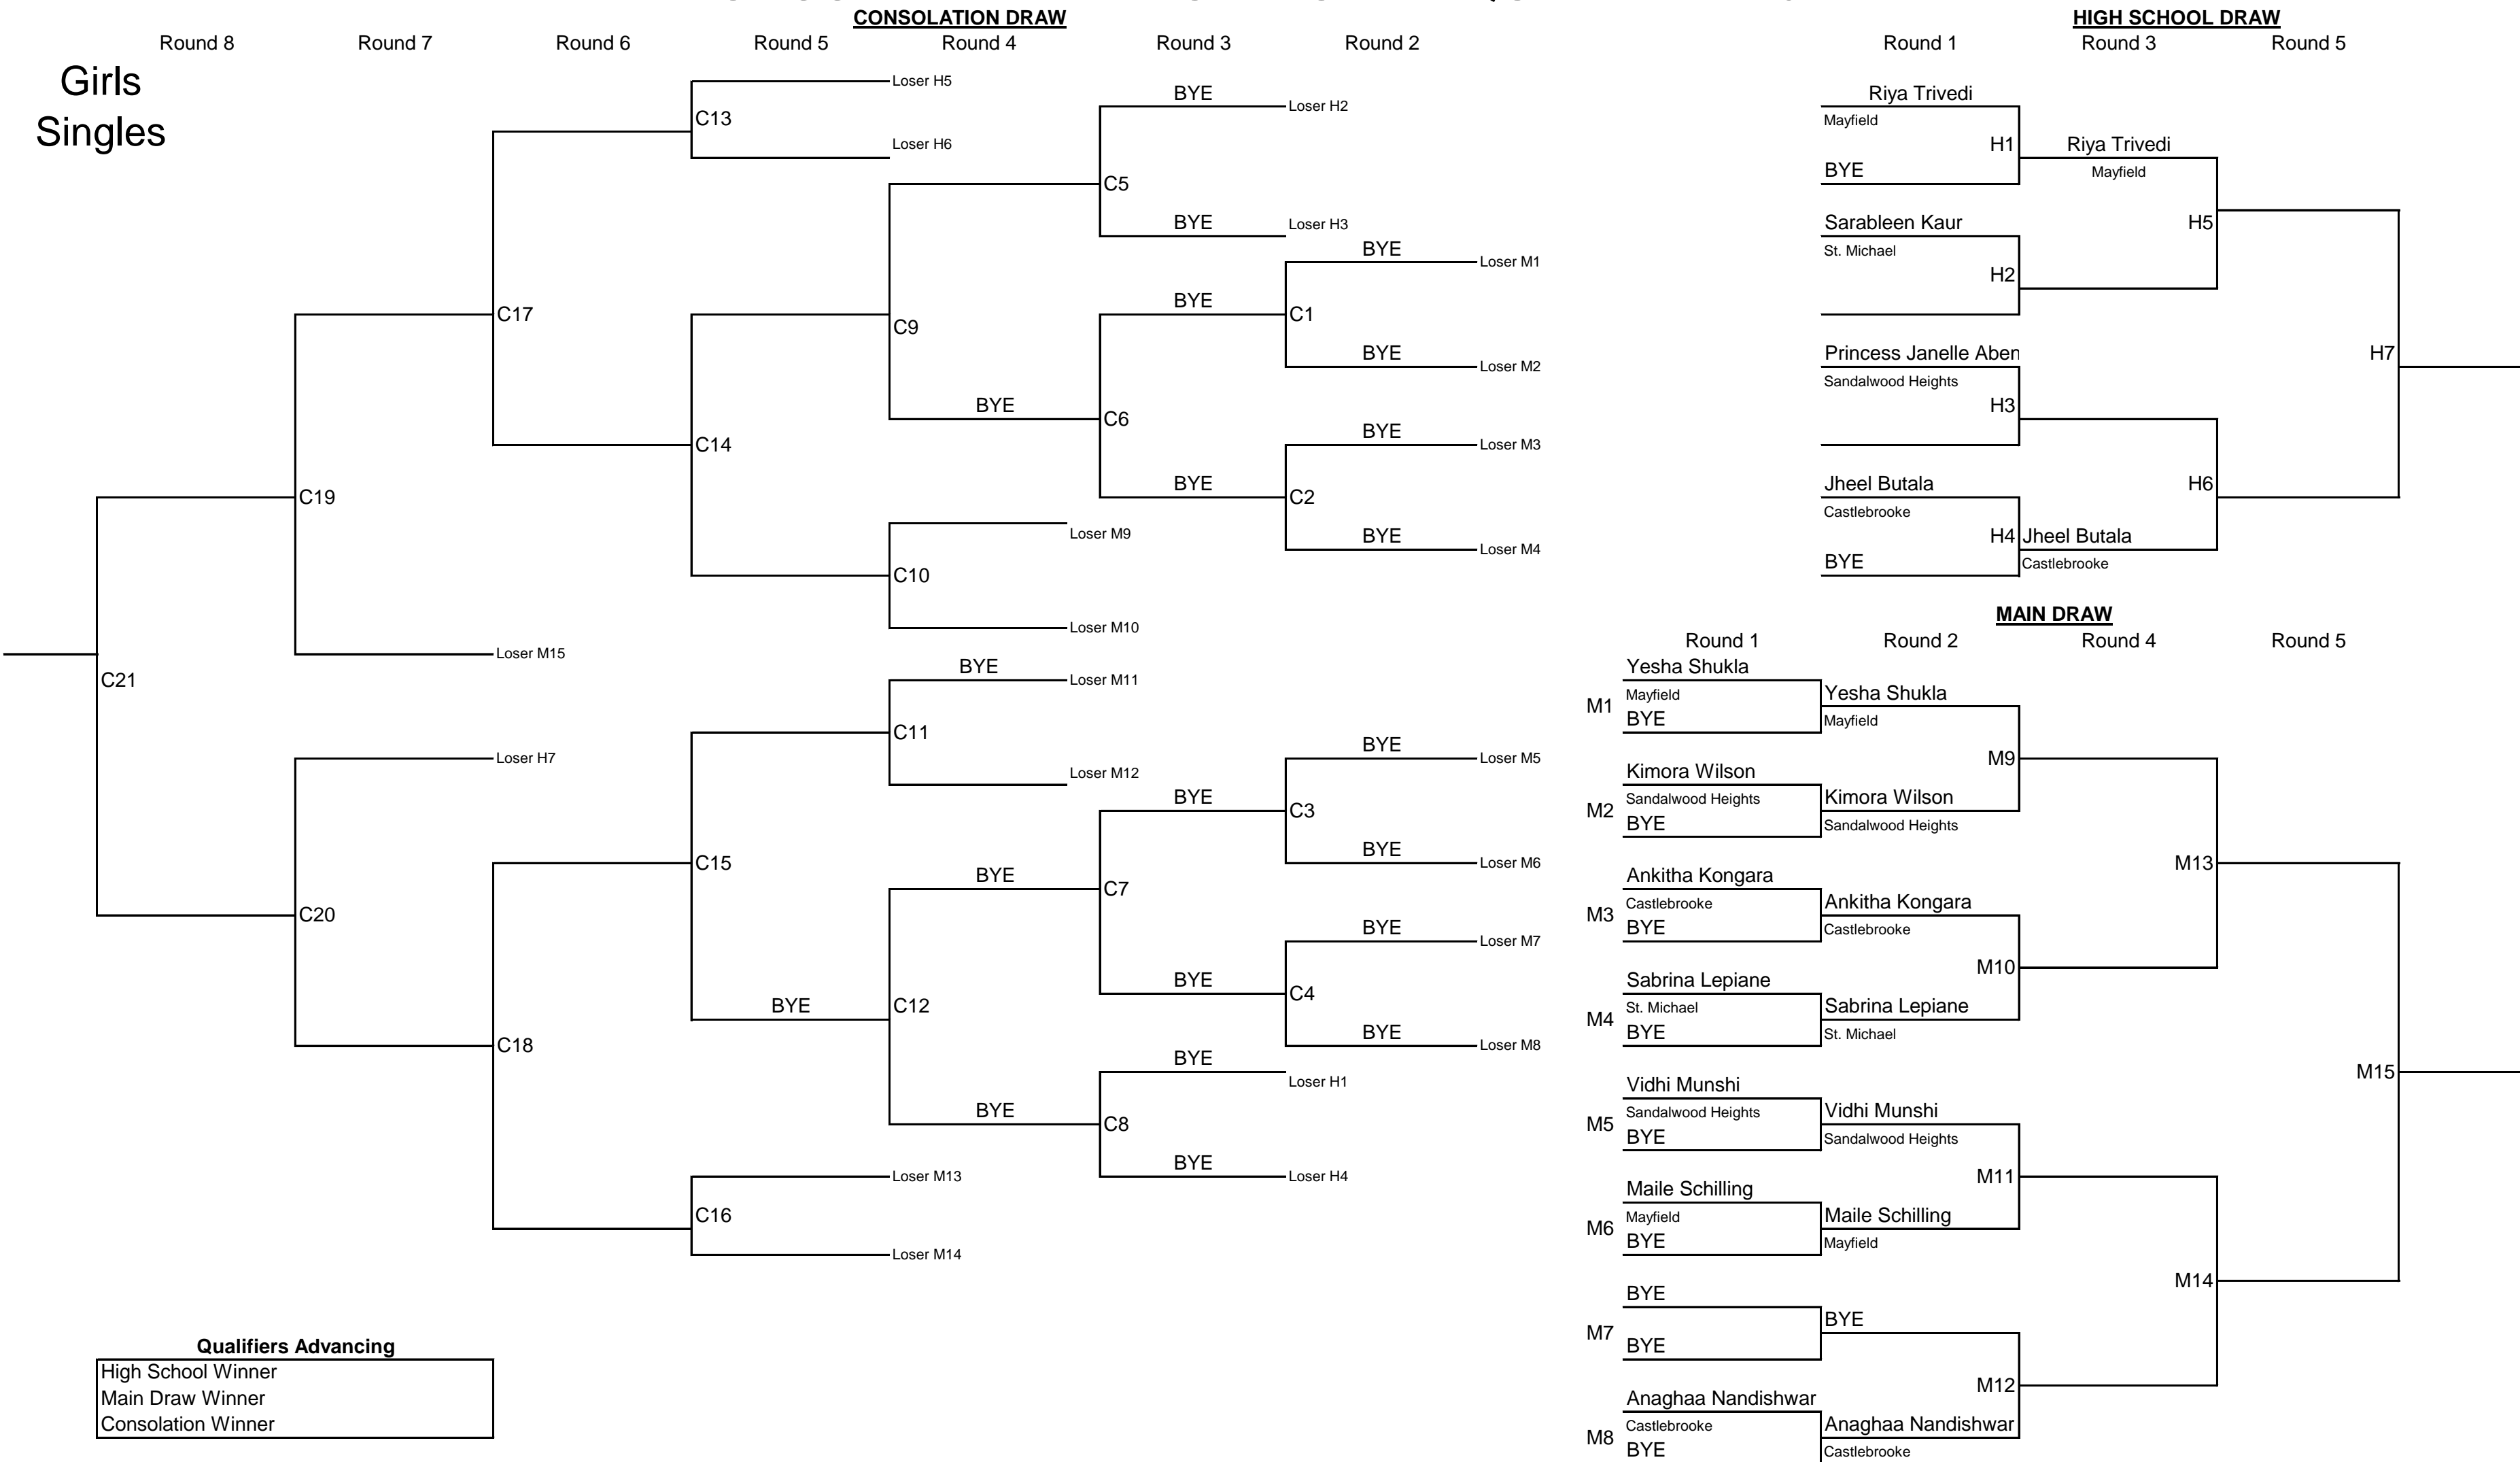 CONSOLATION DRAW
HIGH SCHOOL DRAW
Round 8 Round 7 Round 6 Round 5 Round 4 Round 3 Round 2
Round 1 Round 3 Round 5
Girls
Singles
Loser H5
C13
Loser H6
BYE
Loser H2
C5
BYE
Loser H3
BYE
Loser M1
BYE
C1
BYE
Loser M2
C17
C9
BYE
C6
C14
BYE
Loser M3
BYE
C2
BYE
Loser M4
C19
Loser M9
C10
Loser M10
Loser M15
C21
BYE
Loser M11
C11
Loser M12
Loser H7
BYE
Loser M5
BYE
C3
BYE
Loser M6
C15
BYE
C7
C20
BYE
Loser M7
BYE
C4
BYE
Loser M8
BYE
C12
C18
BYE
Loser H1
BYE
C8
BYE
Loser H4
Loser M13
C16
Loser M14
Qualifiers Advancing
High School Winner
Main Draw Winner
Consolation Winner
Riya Trivedi
Mayfield
H1
BYE
Riya Trivedi
Mayfield
Sarableen Kaur
St. Michael
H2
H5
Princess Janelle Aben
Sandalwood Heights
H3
H7
Jheel Butala
Castlebrooke
H4
BYE
Jheel Butala
Castlebrooke
H6
MAIN DRAW
Round 1 Round 2 Round 4 Round 5
Yesha Shukla
M1
Mayfield
BYE
Yesha Shukla
Mayfield
M9
Kimora Wilson
M2
Sandalwood Heights
BYE
Kimora Wilson
Sandalwood Heights
M13
Ankitha Kongara
M3
Castlebrooke
BYE
Ankitha Kongara
Castlebrooke
M10
Sabrina Lepiane
M4
St. Michael
BYE
Sabrina Lepiane
St. Michael
M15
Vidhi Munshi
M5
Sandalwood Heights
BYE
Vidhi Munshi
Sandalwood Heights
M11
Maile Schilling
M6
Mayfield
BYE
Maile Schilling
Mayfield
M14
BYE
M7
BYE
BYE
M12
Anaghaa Nandishwar
M8
Castlebrooke
BYE
Anaghaa Nandishwar
Castlebrooke